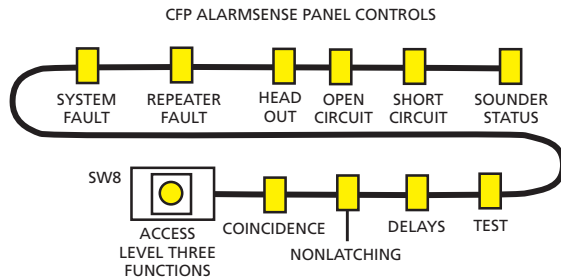 CFP ALARMSENSE PANEL CONTROLS
SYSTEM
FAULT
REPEATER
FAULT
HEAD
OUT
OPEN
CIRCUIT
SHORT
CIRCUIT
SOUNDER
STATUS
SW8
ACCESS
LEVEL THREE
FUNCTIONS
COINCIDENCE
NONLATCHING
DELAYS
TEST